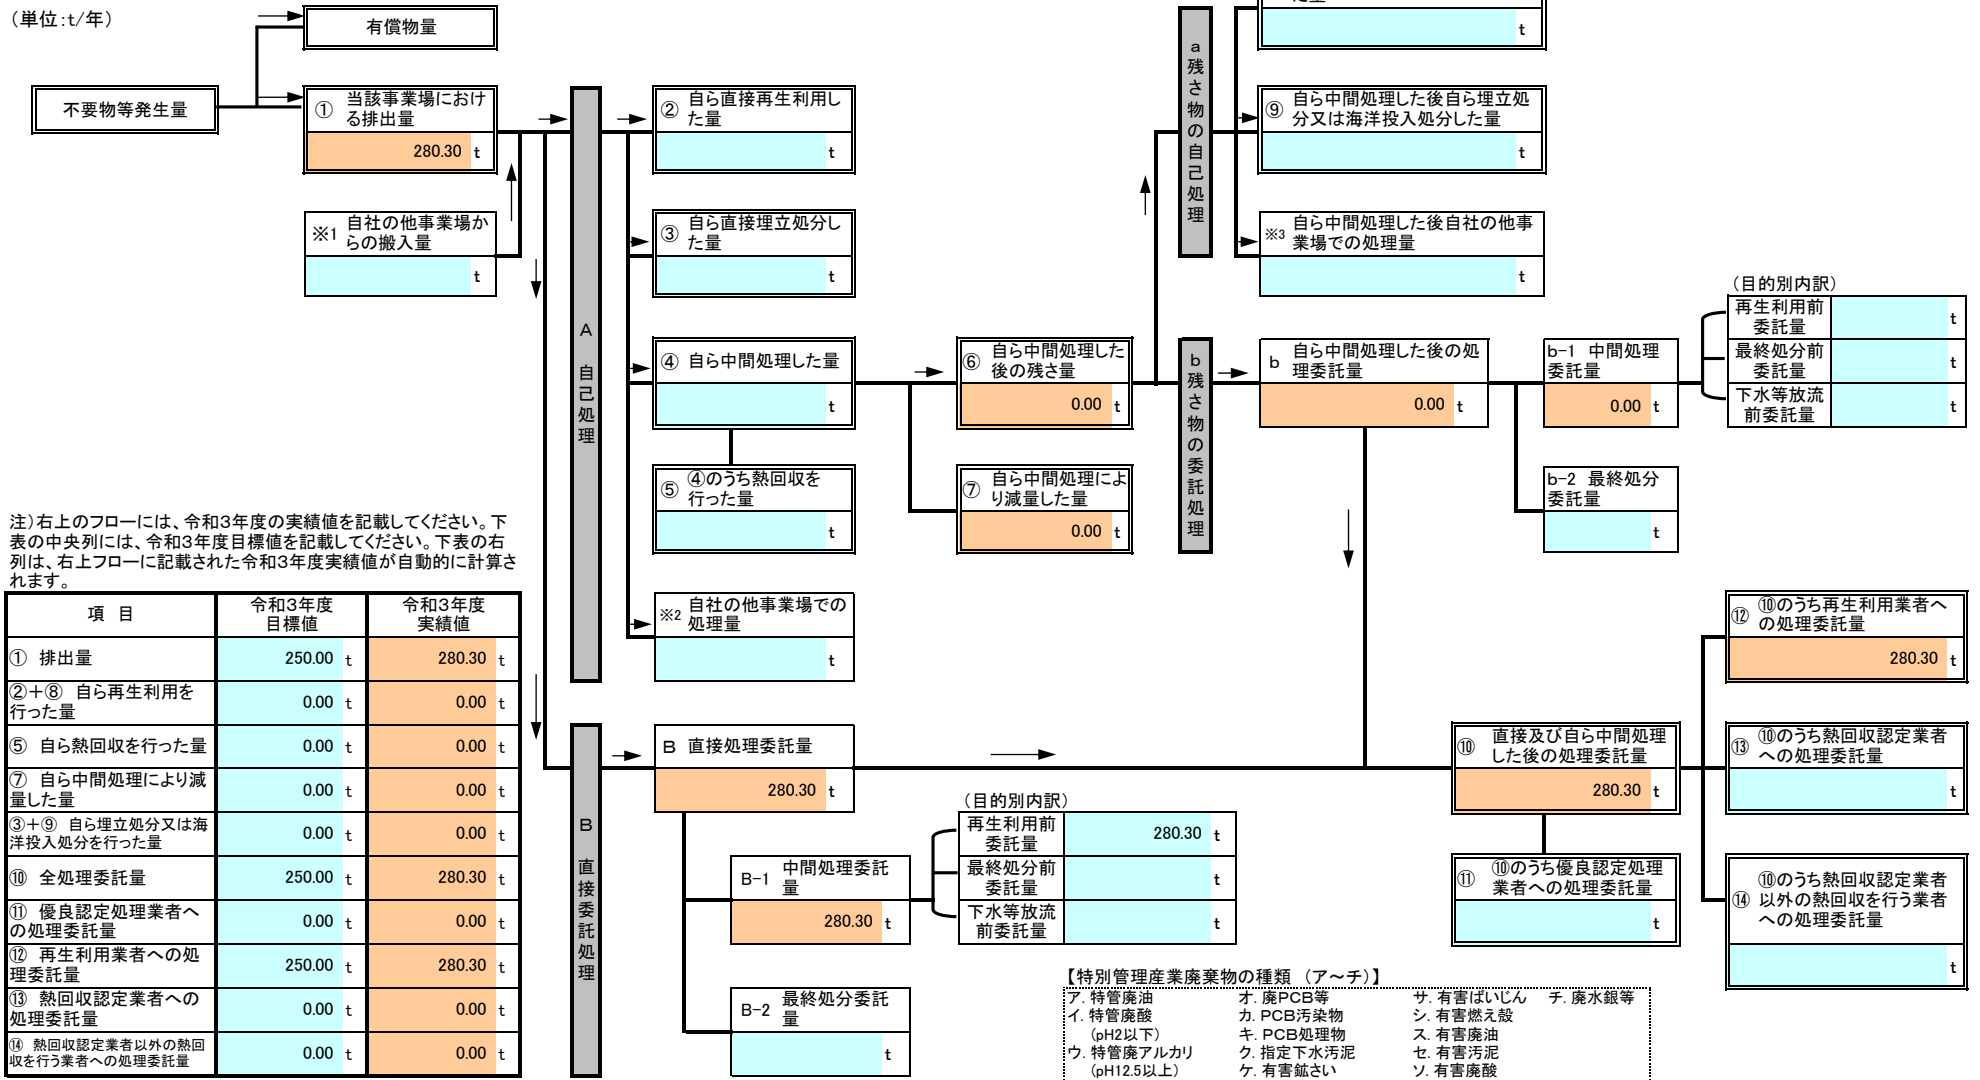 （単位:t/年）
有償物量
不要物等発生量
① 当該事業場におけ
る排出量
280.30 t
※1 自社の他事業場か
らの搬入量
t
A 自己処理
② 自ら直接再生利用し
た量
t
③ 自ら直接埋立処分し
た量
t
④ 自ら中間処理した量
t
⑤ ④のうち熱回収を
行った量
t
※2 自社の他事業場での
処理量
t
⑥ 自ら中間処理した
後の残さ量
0.00 t
⑦ 自ら中間処理によ
り減量した量
0.00 t
a 残さ物の自己処理
t
⑨ 自ら中間処理した後自ら埋立処
分又は海洋投入処分した量
t
※3 自ら中間処理した後自社の他事
業場での処理量
t
b 残さ物の委託処理
b 自ら中間処理した後の処
理委託量
0.00 t
b-1 中間処理
委託量
0.00 t
（目的別内訳）
再生利用前
委託量
t
最終処分前
委託量
t
下水等放流
前委託量
t
b-2 最終処分
委託量
t
注）右上のフローには、令和3年度の実績値を記載してください。下
表の中央列には、令和3年度目標値を記載してください。下表の右
列は、右上フローに記載された令和3年度実績値が自動的に計算さ
れます。
項 目 令和3年度
目標値 令和3年度
実績値
① 排出量 250.00 t 280.30 t
②＋⑧ 自ら再生利用を
行った量 0.00 t 0.00 t
⑤ 自ら熱回収を行った量 0.00 t 0.00 t
⑦ 自ら中間処理により減
量した量 0.00 t 0.00 t
③＋⑨ 自ら埋立処分又は海
洋投入処分を行った量 0.00 t 0.00 t
⑩ 全処理委託量 250.00 t 280.30 t
⑪ 優良認定処理業者へ
の処理委託量 0.00 t 0.00 t
⑫ 再生利用業者への処
理委託量 250.00 t 280.30 t
⑬ 熱回収認定業者への
処理委託量 0.00 t 0.00 t
⑭ 熱回収認定業者以外の熱回
収を行う業者への処理委託量 0.00 t 0.00 t
B 直接委託処理
B 直接処理委託量
280.30 t
B-1 中間処理委託
量
280.30 t
（目的別内訳）
再生利用前
委託量
280.30 t
最終処分前
委託量
t
下水等放流
前委託量
t
B-2 最終処分委託
量
t
⑩ 直接及び自ら中間処理
した後の処理委託量
280.30 t
⑪ ⑩のうち優良認定処理
業者への処理委託量
t
⑫ ⑩のうち再生利用業者へ
の処理委託量
280.30 t
⑬ ⑩のうち熱回収認定業者
への処理委託量
t
⑭ ⑩のうち熱回収認定業者
以外の熱回収を行う業者
への処理委託量
t
【特別管理産業廃棄物の種類 （ア～チ）】
ア. 特管廃油 オ. 廃PCB等 サ. 有害ばいじん チ. 廃水銀等
イ. 特管廃酸 カ. PCB汚染物 シ. 有害燃え殻
（pH2以下） キ. PCB処理物 ス. 有害廃油
ウ. 特管廃アルカリ ク. 指定下水汚泥 セ. 有害汚泥
（pH12.5以上） ケ. 有害鉱さい ソ. 有害廃酸